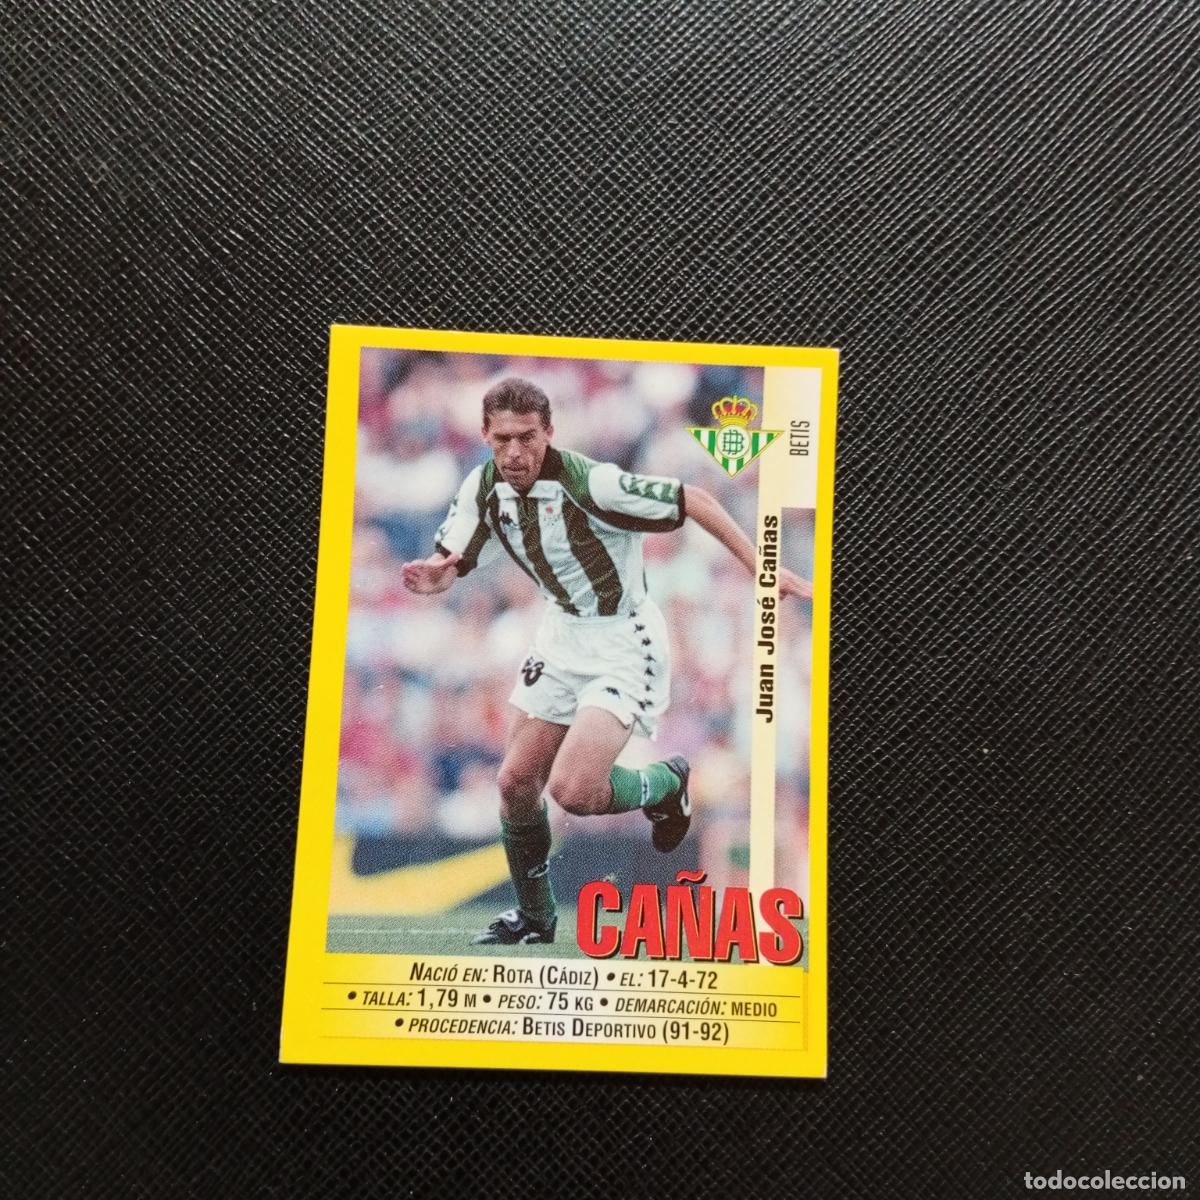 BETIS
Juan José Cañas
CAÑAS
NACIÓ EN: ROTA (CÁDIZ) • EL: 17-4-72
• TALLA: 1,79 M • PESO: 75 KG • DEMARCACIÓN: MEDIO
• PROCEDENCIA: BETIS DEPORTIVO (91-92)
todocoleccion